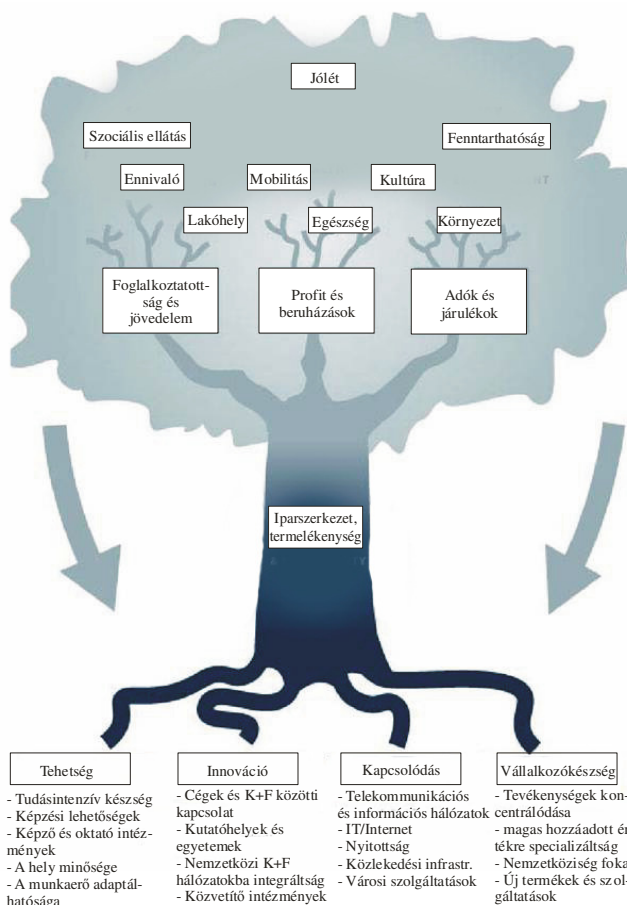 Jólét
Szociális ellátás
Fenntarthatóság
Ennivaló
Mobilitás
Kultúra
Lakóhely
Egészség
Környezet
Foglalkoztatott-
ság és
jövedelem
Profit és
beruházások
Adók és
járulékok
Iparszerkezet,
termelékenység
Tehetség
- Tudásintenzív készség
- Képzési lehetőségek
- Képző és oktató intéz-
mények
- A hely minősége
- A munkaerő adaptál-
hatósága
Innováció
- Cégek és K+F közötti
kapcsolat
- Kutatóhelyek és
egyetemek
- Nemzetközi K+F
hálózatokba integráltság
- Közvetítő intézmények
Kapcsolódás
- Telekommunikációs
és információs hálózatok
- IT/Internet
- Nyitottság
- Közlekedési infrastr.
- Városi szolgáltatások
Vállalkozókészség
- Tevékenységek kon-
centrálódása
- magas hozzáadott ér
tékre specializáltság
- Nemzetköziség foka
- Új termékek és szol-
gáltatások